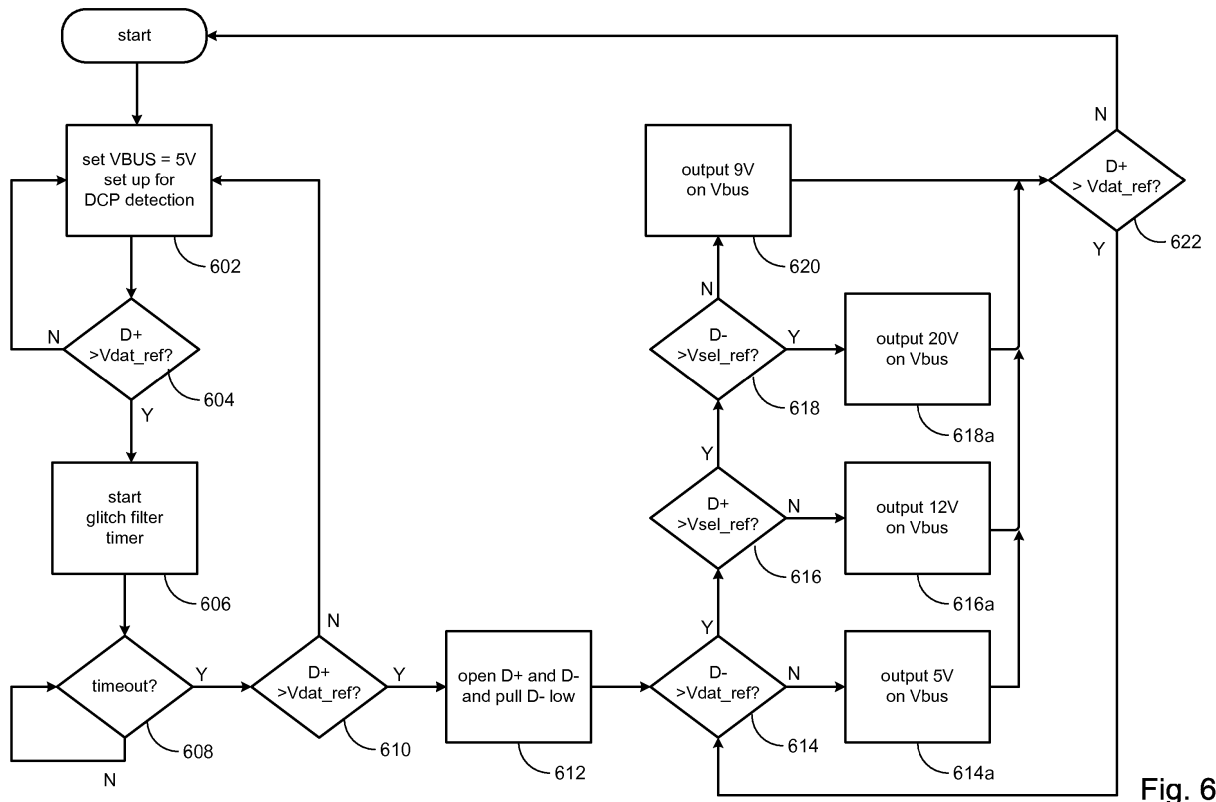 start
set VBUS = 5V
set up for
DCP detection
602
N
D+
>Vdat_ref?
604
Y
start
glitch filter
timer
606
timeout?
Y
608
N
N
D+
>Vdat_ref?
Y
610
open D+ and D-
and pull D- low
612
Y
D-
>Vdat_ref?
N
614
output 5V
on Vbus
614a
Y
D+
>Vsel_ref?
N
616
output 12V
on Vbus
616a
N
D-
>Vsel_ref?
Y
618
output 20V
on Vbus
618a
output 9V
on Vbus
620
N
D+
> Vdat_ref?
Y
622
Fig. 6